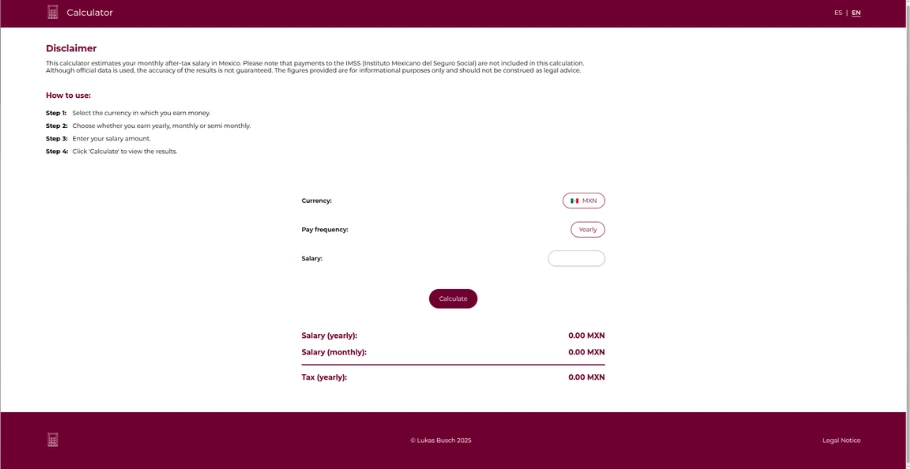 Calculator
ES | EN
Disclaimer
This calculator estimates your monthly after-tax salary in Mexico. Please note that payments to the IMSS (Instituto Mexicano del Seguro Social) are not included in this calculation.
Although official data is used, the accuracy of the results is not guaranteed. The figures provided are for informational purposes only and should not be construed as legal advice.
How to use:
Step 1: Select the currency in which you earn money.
Step 2: Choose whether you earn yearly, monthly or semi monthly.
Step 3: Enter your salary amount.
Step 4: Click 'Calculate' to view the results.
Currency: MXN
Pay frequency: Yearly
Salary:
Calculate
Salary (yearly): 0.00 MXN
Salary (monthly): 0.00 MXN
Tax (yearly): 0.00 MXN
© Lukas Busch 2025
Legal Notice